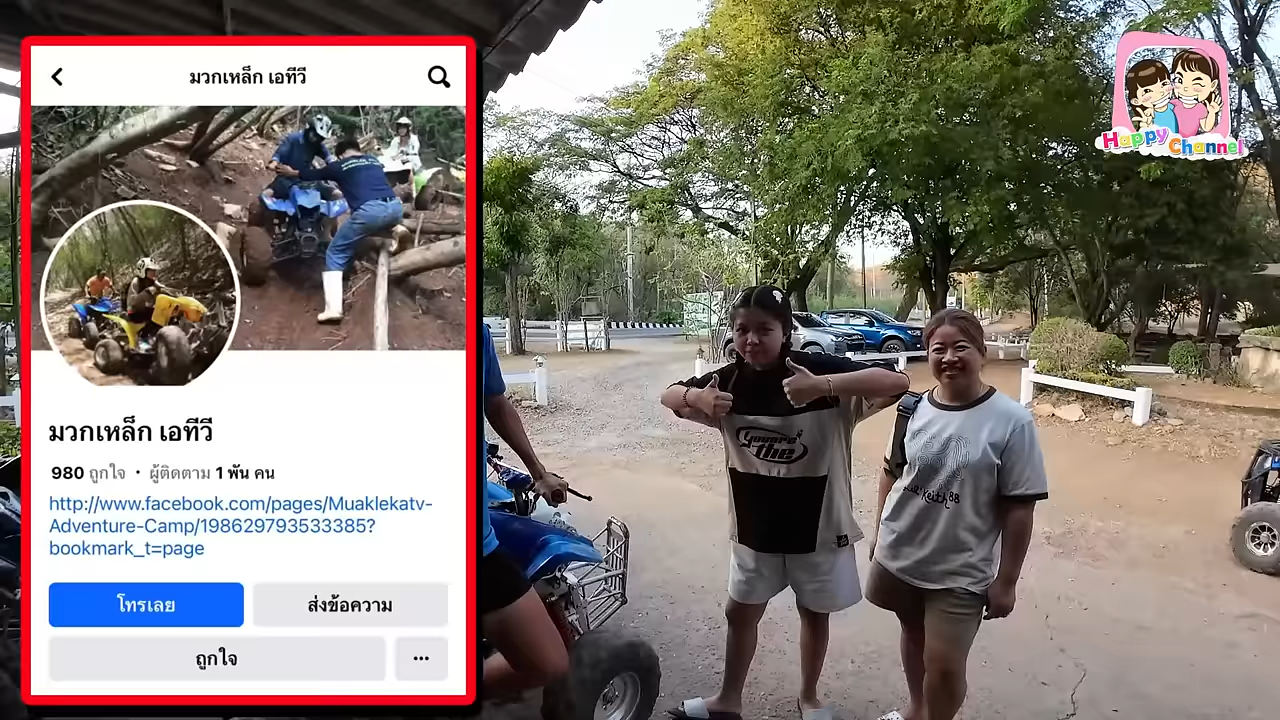 มวกเหล็ก เอทีวี
มวกเหล็ก เอทีวี
980 ถูกใจ · ผู้ติดตาม 1 พัน คน
http://www.facebook.com/pages/Muaklekatv-
Adventure-Camp/198629793533385?
bookmark_t=page
โทรเลย
ส่งข้อความ
ถูกใจ
Happy Channel
the
Keith 88